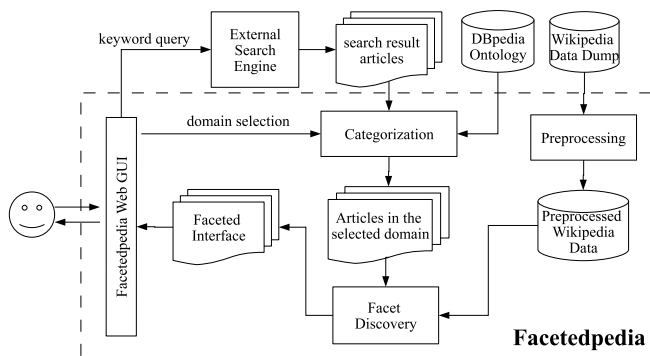 keyword query
External
Search
Engine
search result
articles
DBpedia
Ontology
Wikipedia
Data Dump
domain selection
Categorization
Preprocessing
Facetedpedia Web GUI
Faceted
Interface
Articles in the
selected domain
Preprocessed
Wikipedia
Data
Facet
Discovery
Facetedpedia